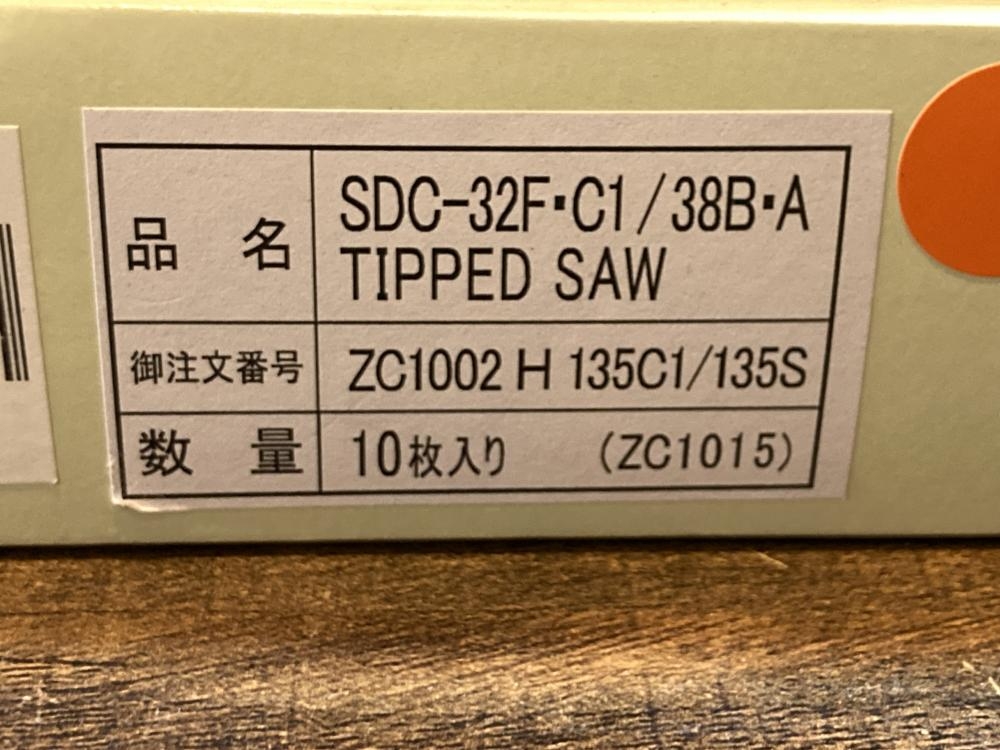 品 名 SDC-32F・C1/38B・A
TIPPED SAW
御注文番号 ZC1002 H 135C1/135S
数 量 10枚入り (ZC1015)